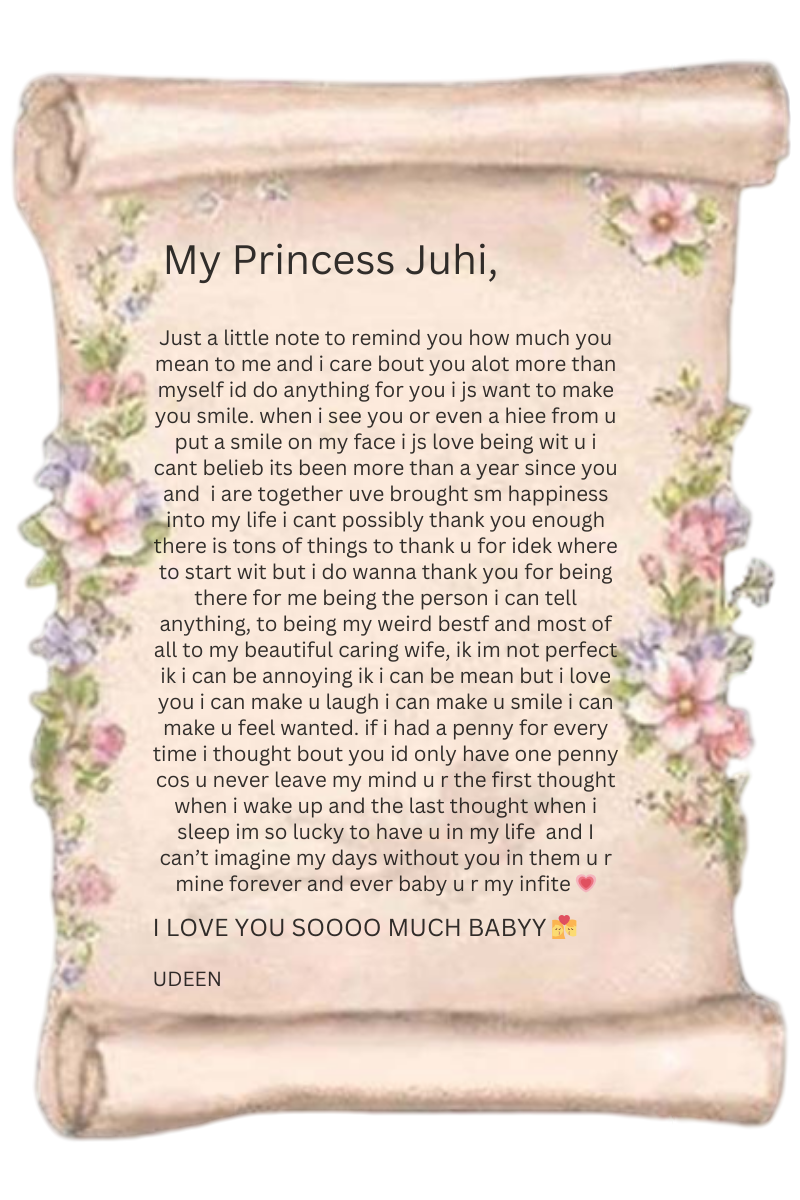 My Princess Juhi,
Just a little note to remind you how much you
mean to me and i care bout you alot more than
myself id do anything for you i js want to make
you smile. when i see you or even a hiee from u
put a smile on my face i js love being wit u i
cant belieb its been more than a year since you
and  i are together uve brought sm happiness
into my life i cant possibly thank you enough
there is tons of things to thank u for idek where
to start wit but i do wanna thank you for being
there for me being the person i can tell
anything, to being my weird bestf and most of
all to my beautiful caring wife, ik im not perfect
ik i can be annoying ik i can be mean but i love
you i can make u laugh i can make u smile i can
make u feel wanted. if i had a penny for every
time i thought bout you id only have one penny
cos u never leave my mind u r the first thought
when i wake up and the last thought when i
sleep im so lucky to have u in my life  and I
can’t imagine my days without you in them u r
mine forever and ever baby u r my infite 💗
I LOVE YOU SOOOO MUCH BABYY 💏
UDEEN